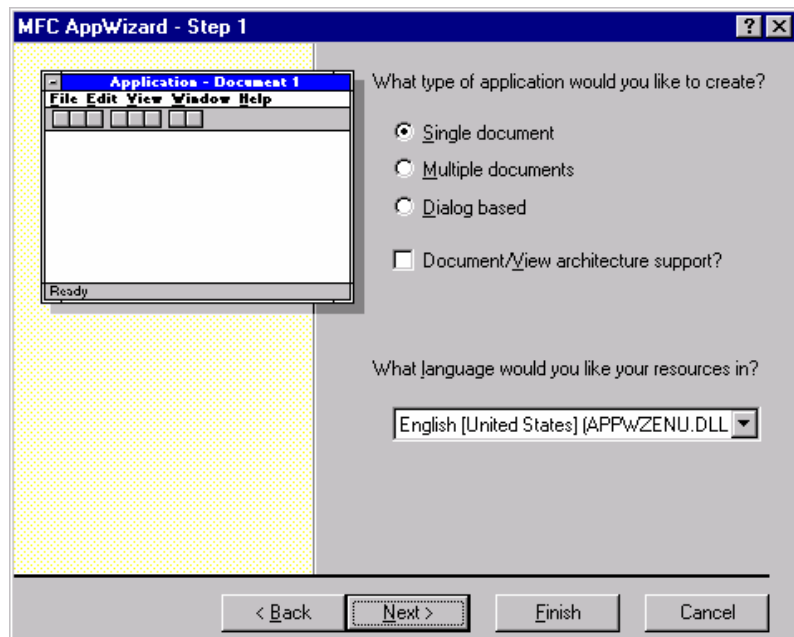 MFC AppWizard - Step 1
Application - Document 1
File Edit View Window Help
Ready
What type of application would you like to create?
Single document
Multiple documents
Dialog based
Document/View architecture support?
What language would you like your resources in?
English [United States] (APPWZENU.DLL
< Back
Next >
Finish
Cancel